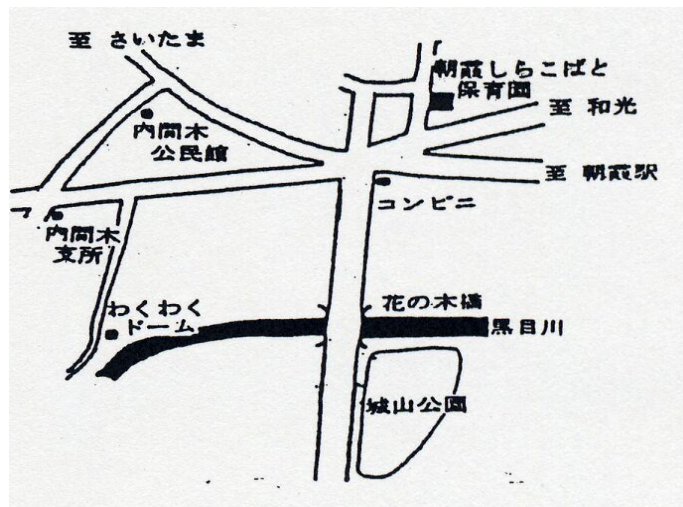 至 さいたま
朝霞しらこばと
保育園
至 和光
内間木
公民館
至 朝霞駅
コンビニ
内間木
支所
わくわく
ドーム
花の木橋
黒目川
城山公園